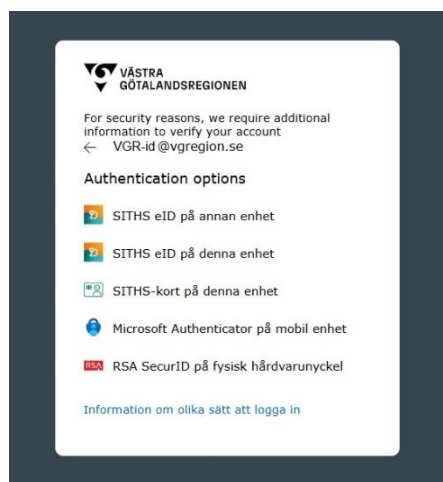 VÄSTRA
GÖTALANDSREGIONEN
For security reasons, we require additional
information to verify your account
← VGR-id@vgregion.se
Authentication options
SITHS eID på annan enhet
SITHS eID på denna enhet
SITHS-kort på denna enhet
Microsoft Authenticator på mobil enhet
RSA RSA SecurID på fysisk hårdvarunyckel
Information om olika sätt att logga in